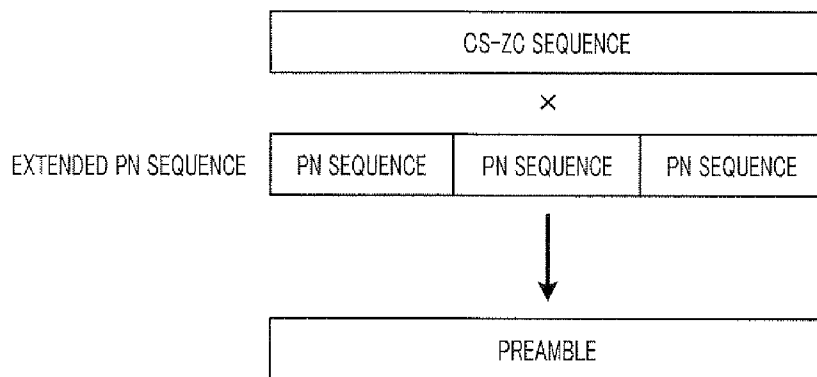 CS-ZC SEQUENCE
×
EXTENDED PN SEQUENCE PN SEQUENCE PN SEQUENCE PN SEQUENCE
PREAMBLE